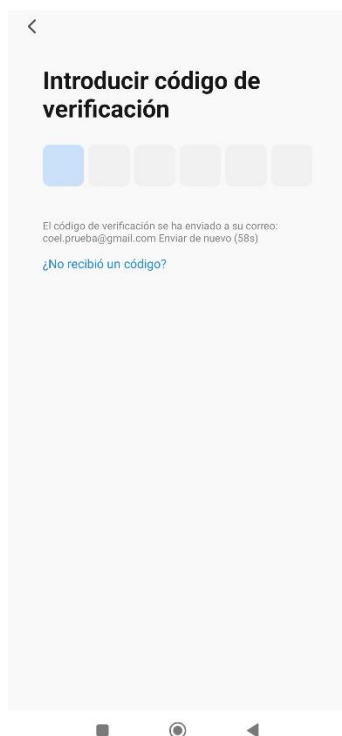 Introducir código de
verificación
El código de verificación se ha enviado a su correo:
coel.prueba@gmail.com Enviar de nuevo (58s)
¿No recibió un código?